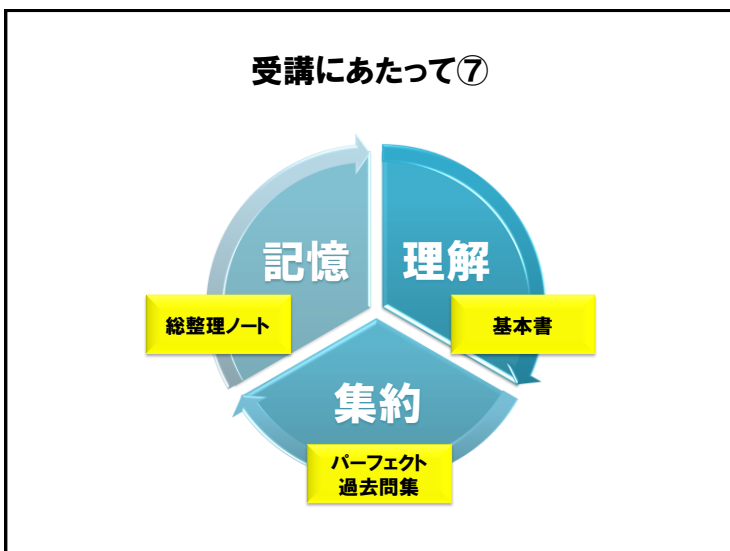 受講にあたって⑦
記憶
理解
総整理ノート
基本書
集約
パーフェクト
過去問集